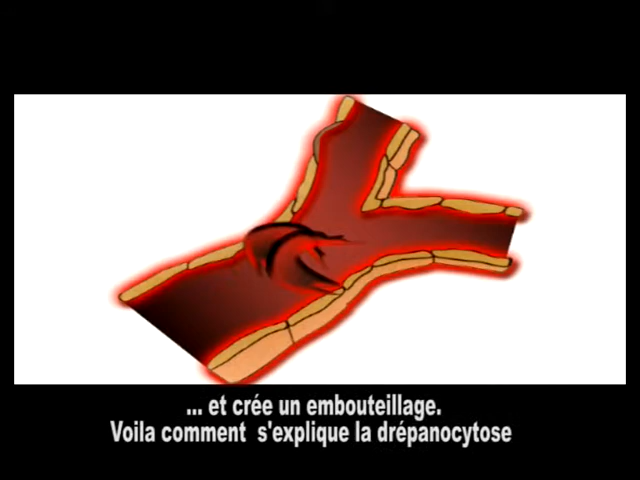 ... et crée un embouteillage.
Voila comment s'explique la drépanocytose